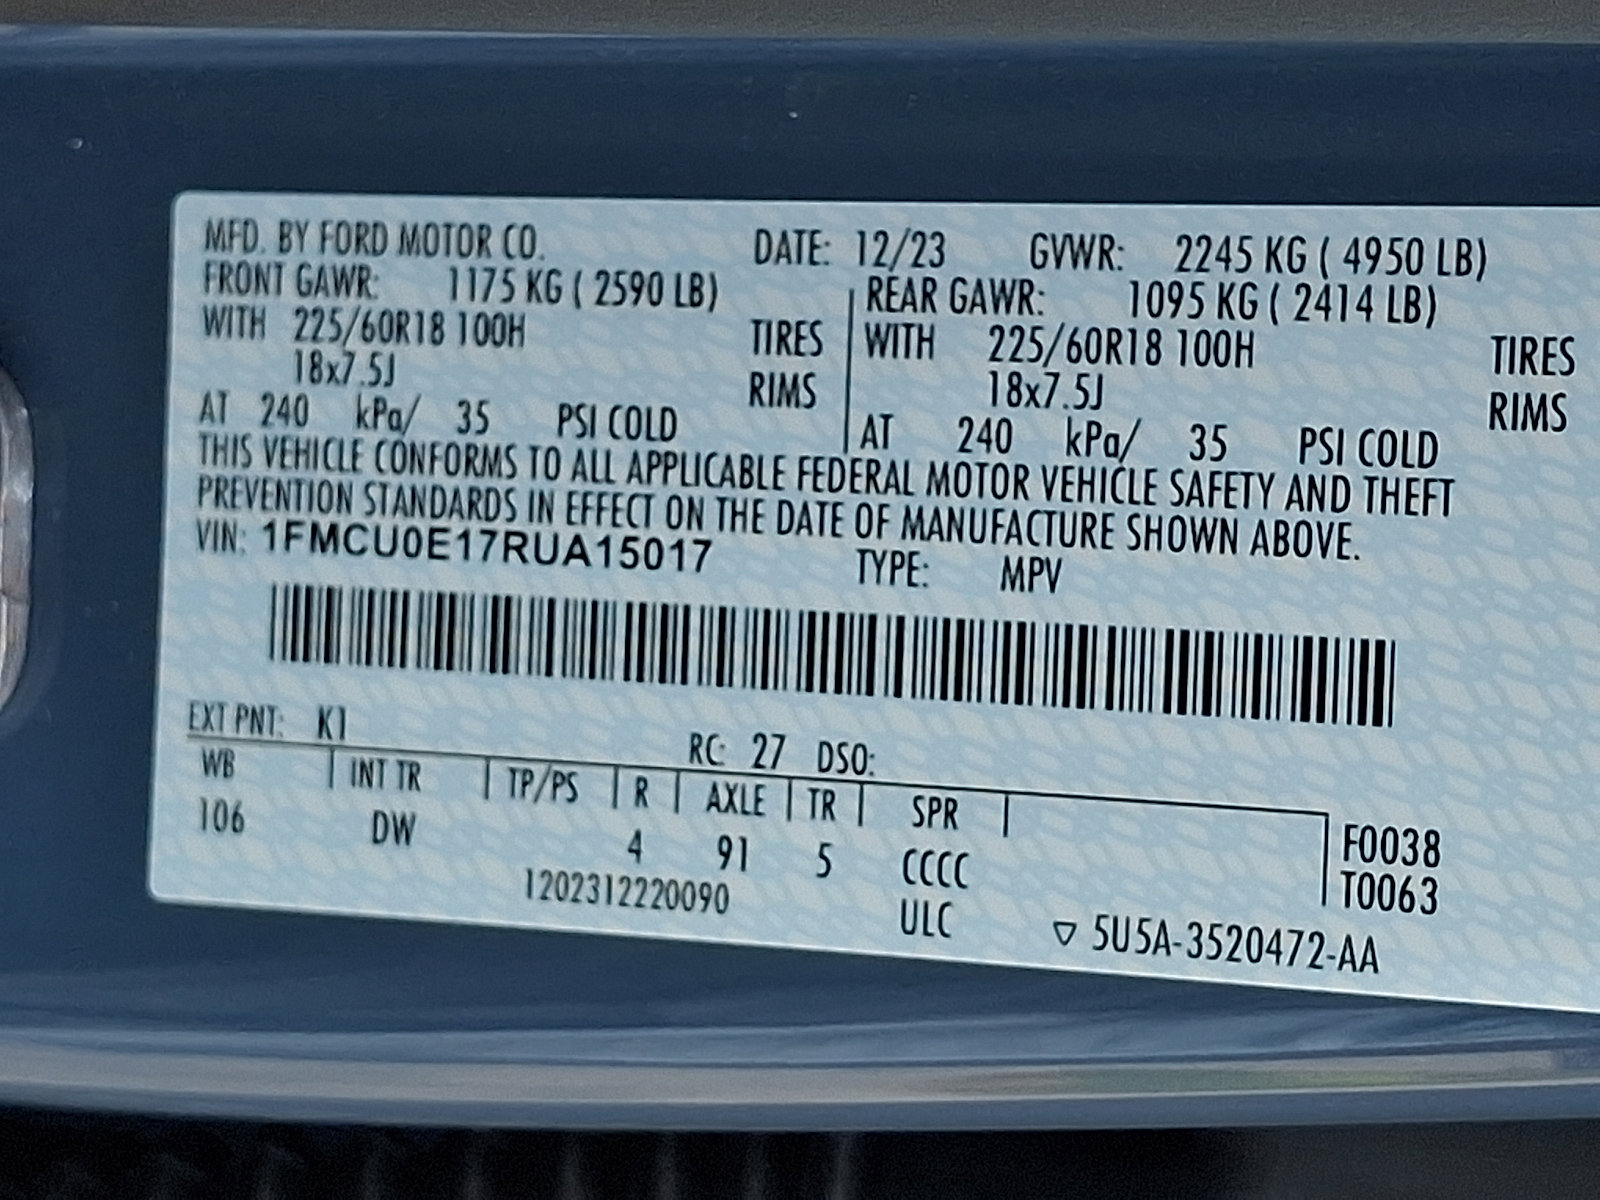 MFD. BY FORD MOTOR CO. DATE: 12/23 GVWR: 2245 KG ( 4950 LB)
FRONT GAWR: 1175 KG ( 2590 LB) REAR GAWR: 1095 KG ( 2414 LB)
WITH 225/60R18 100H TIRES WITH 225/60R18 100H TIRES
18x7.5J RIMS 18x7.5J RIMS
AT 240 kPa/ 35 PSI COLD AT 240 kPa/ 35 PSI COLD
THIS VEHICLE CONFORMS TO ALL APPLICABLE FEDERAL MOTOR VEHICLE SAFETY AND THEFT
PREVENTION STANDARDS IN EFFECT ON THE DATE OF MANUFACTURE SHOWN ABOVE.
VIN: 1FMCU0E17RUA15017 TYPE: MPV
EXT PNT: K1 RC: 27 DSO:
WB INT TR TP/PS R AXLE TR SPR
106 DW 4 91 5 CCCC F0038
1202312220090 ULC T0063
▽ 5U5A-3520472-AA